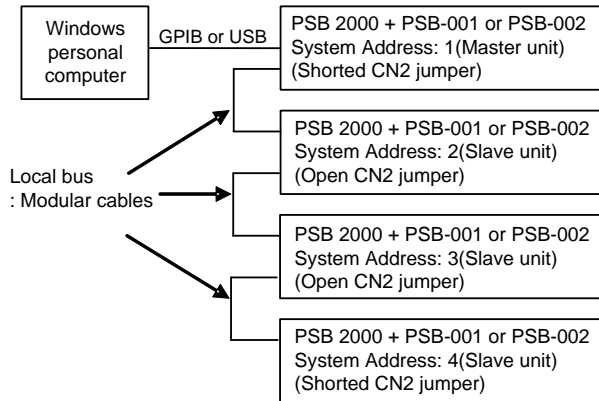 Windows
personal
computer
GPIB or USB
PSB 2000 + PSB-001 or PSB-002
System Address: 1(Master unit)
(Shorted CN2 jumper)
PSB 2000 + PSB-001 or PSB-002
System Address: 2(Slave unit)
(Open CN2 jumper)
Local bus
: Modular cables
PSB 2000 + PSB-001 or PSB-002
System Address: 3(Slave unit)
(Open CN2 jumper)
PSB 2000 + PSB-001 or PSB-002
System Address: 4(Slave unit)
(Shorted CN2 jumper)